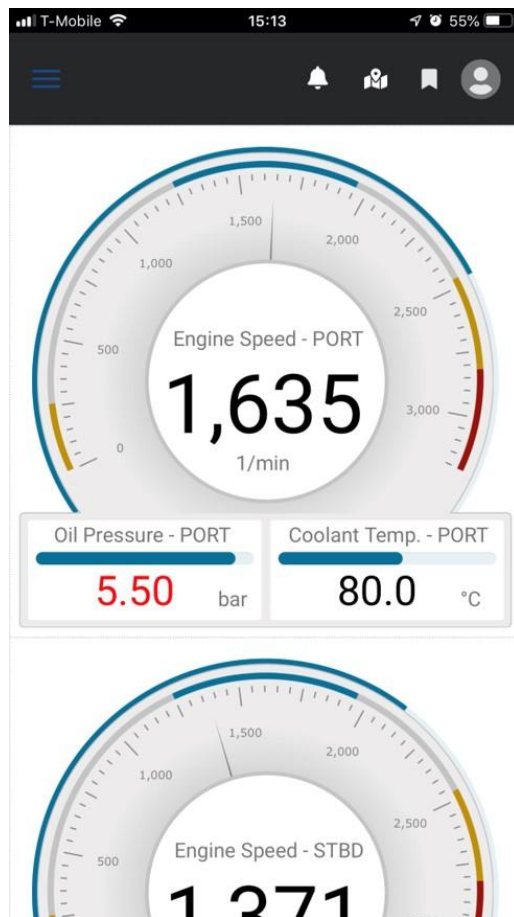 T-Mobile 15:13 55%
1,500
2,000
1,000
2,500
500
Engine Speed - PORT
1,635
3,000
0
1/min
Oil Pressure - PORT Coolant Temp. - PORT
5.50 bar 80.0 °C
1,500
2,000
1,000
2,500
500
Engine Speed - STBD
1,371